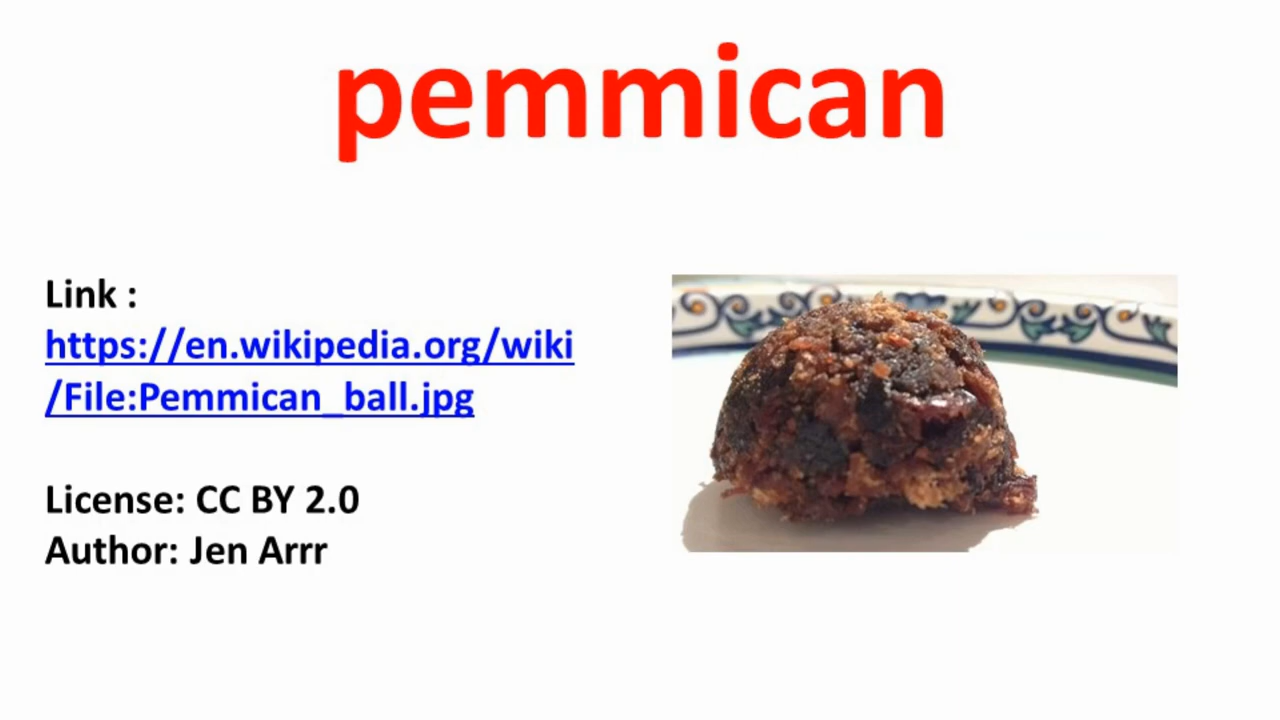 pemmican
Link :
https://en.wikipedia.org/wiki
/File:Pemmican_ball.jpg
License: CC BY 2.0
Author: Jen Arrr